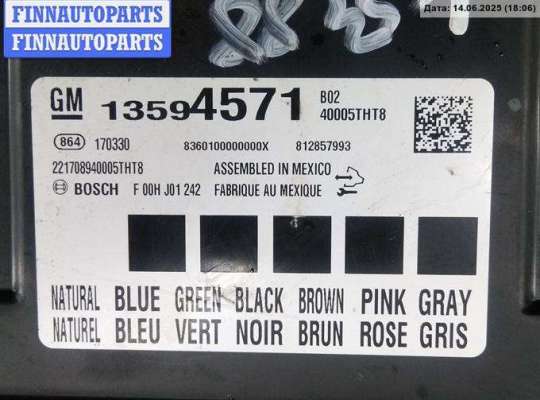 FINNAUTOPARTS
FINNAUTOPARTS
Дата: 14.06.2025 (18:06)
GM 13594571 B02
40005THT8
864 170330 8360100000000X 812857993
221708940005THT8 ASSEMBLED IN MEXICO
BOSCH F 00H J01 242 FABRIQUE AU MEXIQUE
NATURAL BLUE GREEN BLACK BROWN PINK GRAY
NATUREL BLEU VERT NOIR BRUN ROSE GRIS